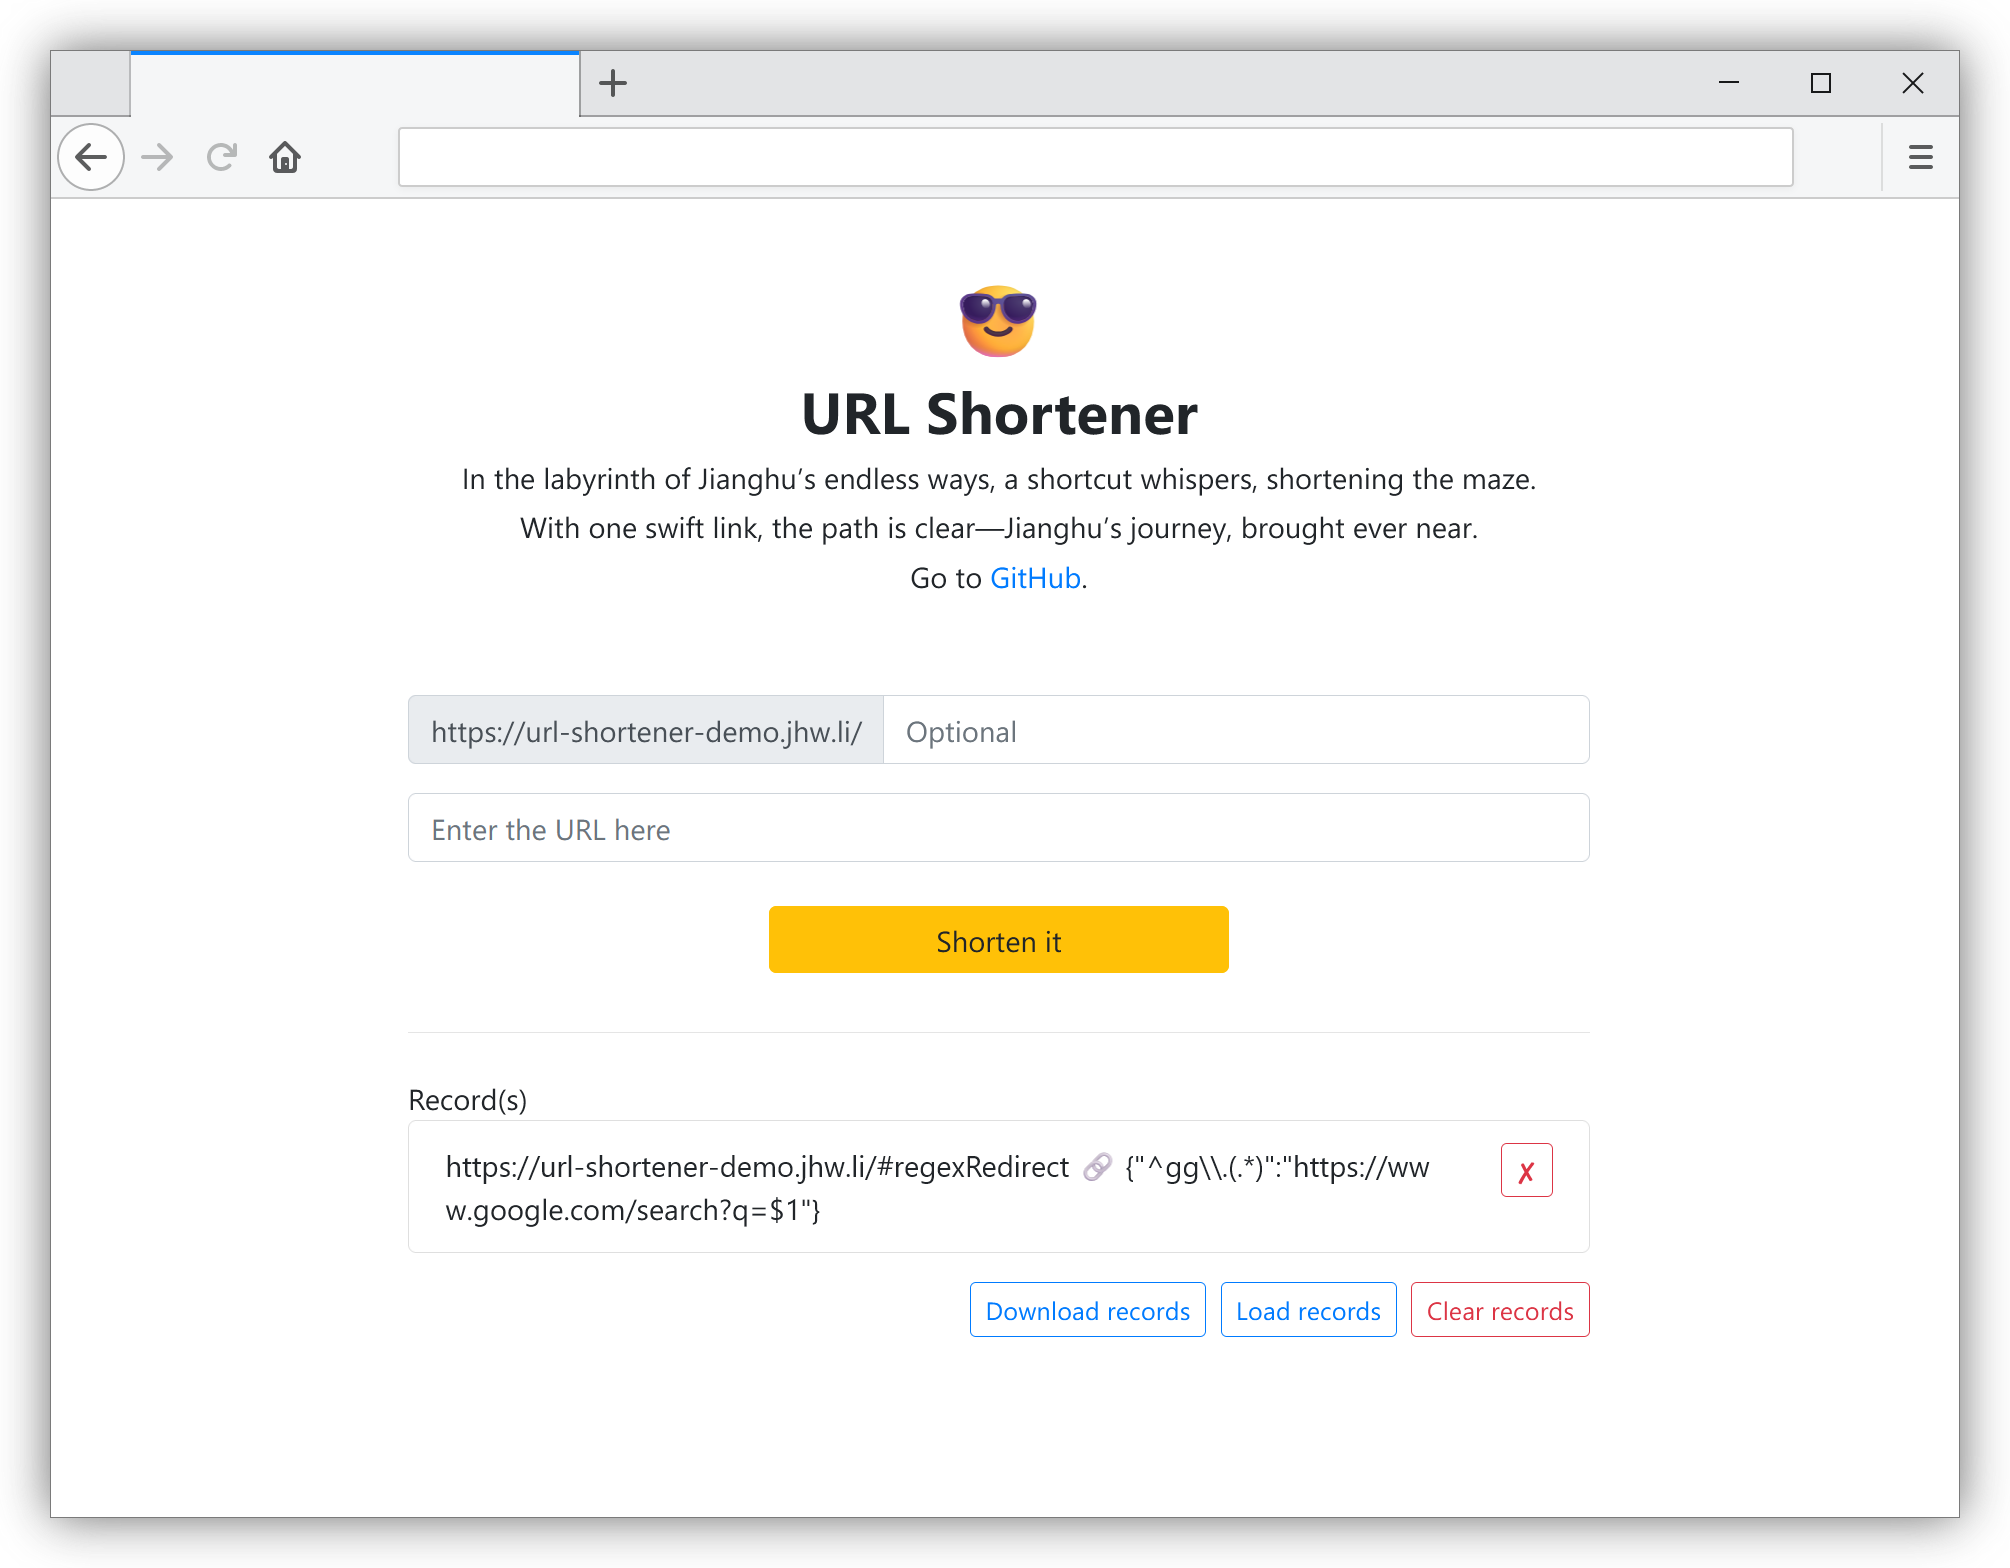 URL Shortener
In the labyrinth of Jianghu’s endless ways, a shortcut whispers, shortening the maze.
With one swift link, the path is clear—Jianghu’s journey, brought ever near.
Go to GitHub.
https://url-shortener-demo.jhw.li/ Optional
Enter the URL here
Shorten it
Record(s)
https://url-shortener-demo.jhw.li/#regexRedirect 🔗 {"^gg\\.(.*)":"https://ww
w.google.com/search?q=$1"}
✗
Download records Load records Clear records